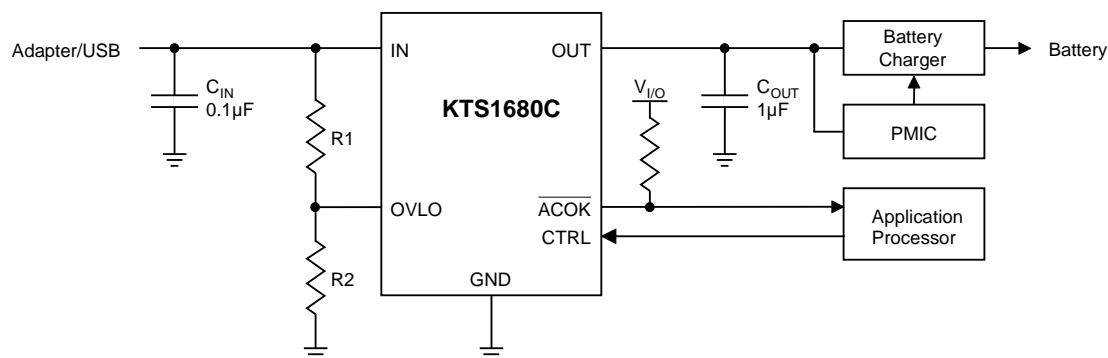 Adapter/USB
C_IN
0.1µF
R1
R2
IN
OUT
KTS1680C
OVLO
ACOK
CTRL
GND
V_I/O
C_OUT
1µF
Battery
Charger
Battery
PMIC
Application
Processor